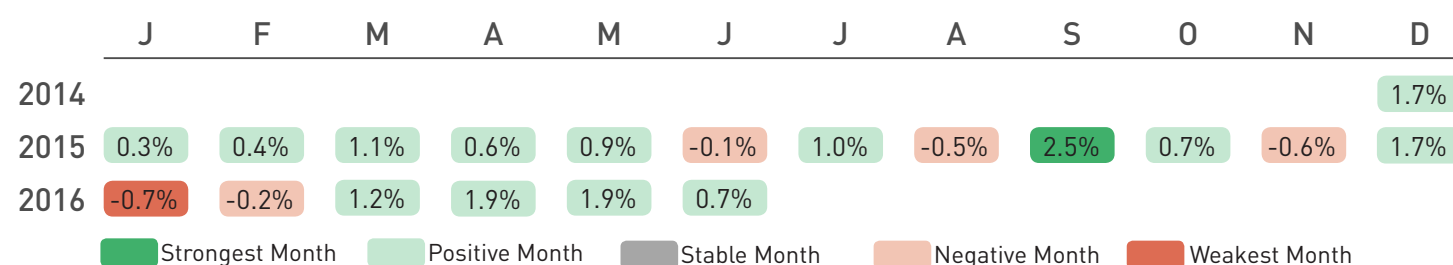 J F M A M J J A S O N D
2014 1.7%
2015 0.3% 0.4% 1.1% 0.6% 0.9% -0.1% 1.0% -0.5% 2.5% 0.7% -0.6% 1.7%
2016 -0.7% -0.2% 1.2% 1.9% 1.9% 0.7%
Strongest Month Positive Month Stable Month Negative Month Weakest Month